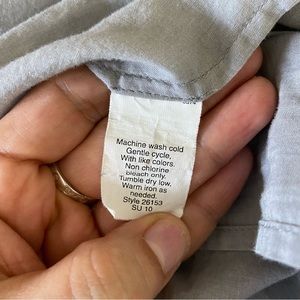 Machine wash cold
Gentle cycle,
With like colors.
Non chlorine
bleach only.
Tumble dry low,
Warm iron as
needed
Style 26153
SU 10